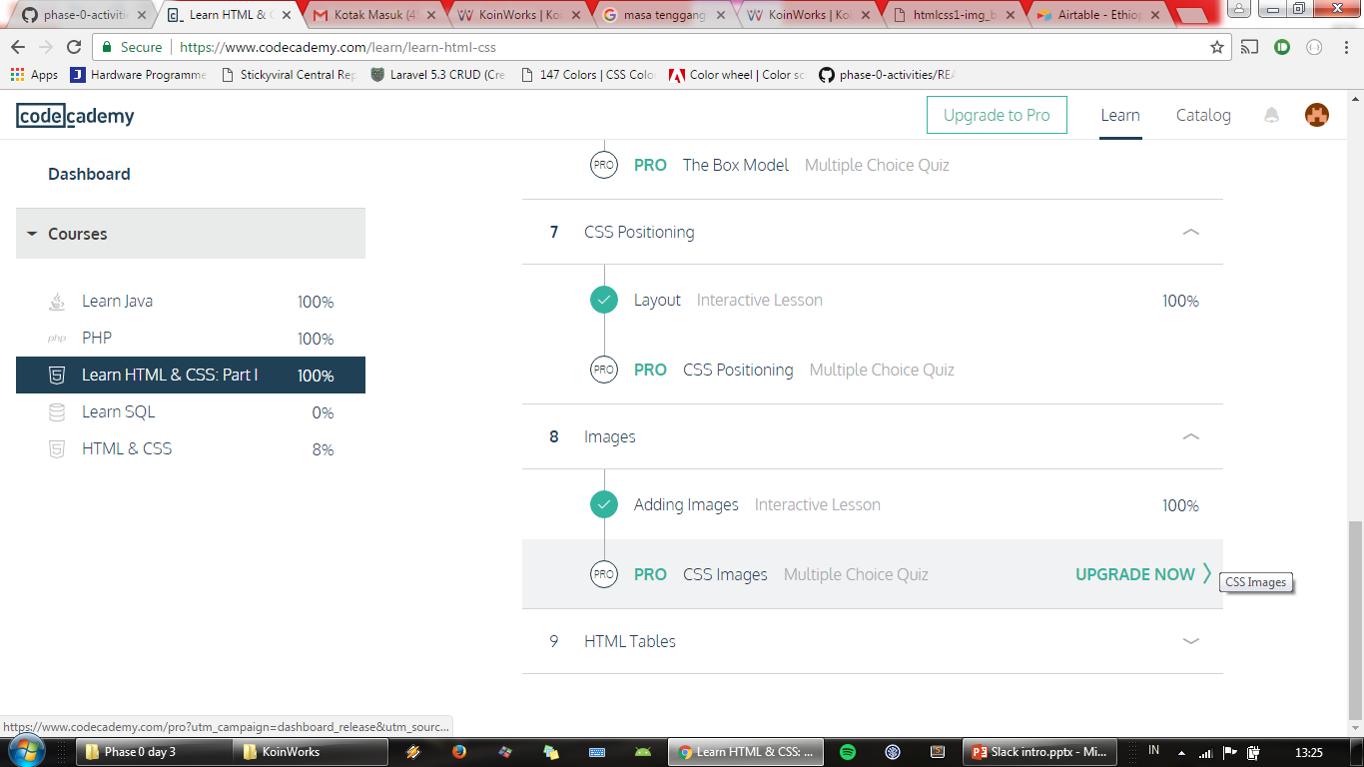 phase-0-activitie
Learn HTML & C
Kotak Masuk (4
KoinWorks | Ko
masa tenggang
KoinWorks | Ko
htmlcss1-img_b
Airtable - Ethiop
Secure
https://www.codecademy.com/learn/learn-html-css
Apps
Hardware Programme
Stickyviral Central Rep
Laravel 5.3 CRUD (Cre
147 Colors | CSS Colo
Color wheel | Color sc
phase-0-activities/REA
codecademy
Upgrade to Pro
Learn
Catalog
Dashboard
Courses
Learn Java 100%
php PHP 100%
Learn HTML & CSS: Part I 100%
Learn SQL 0%
HTML & CSS 8%
PRO PRO The Box Model Multiple Choice Quiz
7 CSS Positioning
Layout Interactive Lesson 100%
PRO PRO CSS Positioning Multiple Choice Quiz
8 Images
Adding Images Interactive Lesson 100%
PRO PRO CSS Images Multiple Choice Quiz UPGRADE NOW
CSS Images
9 HTML Tables
https://www.codecademy.com/pro?utm_campaign=dashboard_release&utm_sourc...
Phase 0 day 3
KoinWorks
Learn HTML & CSS: ...
Slack intro.pptx - Mi...
IN
13:25